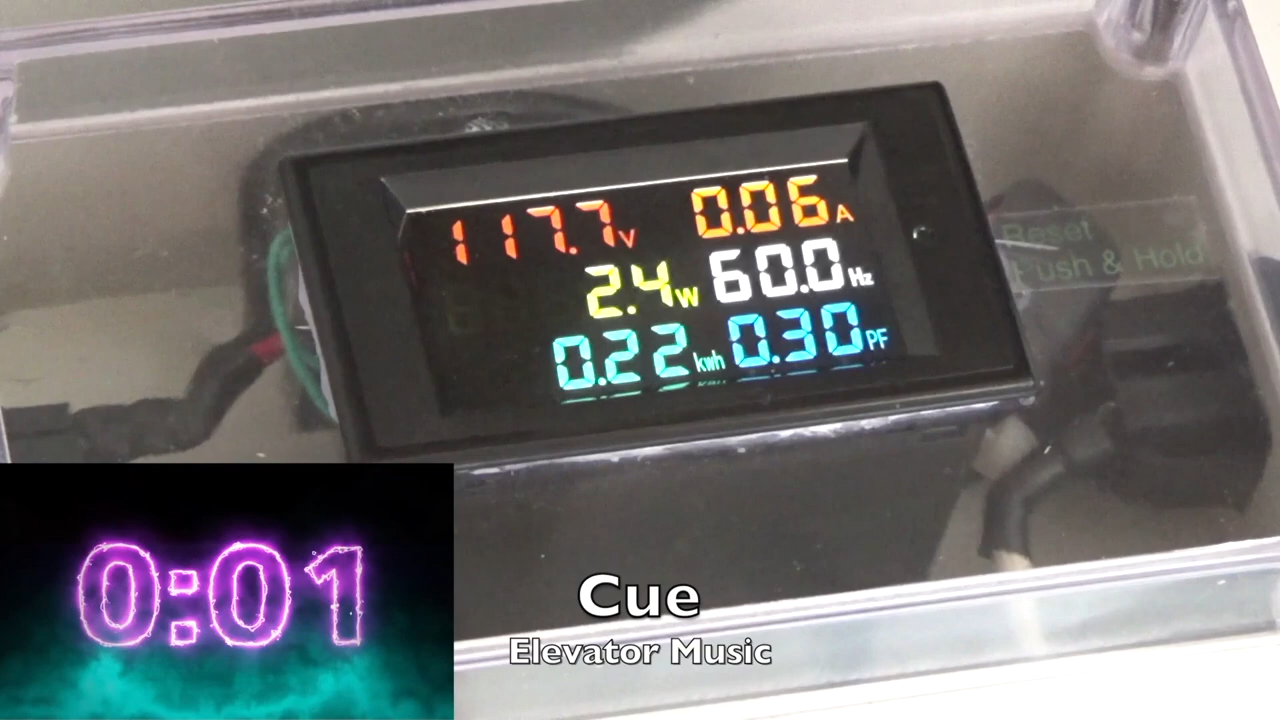 117.7V 0.06A
2.4W 60.0Hz
0.22kwh 0.30PF
Reset
Push & Hold
0:01
Cue
Elevator Music